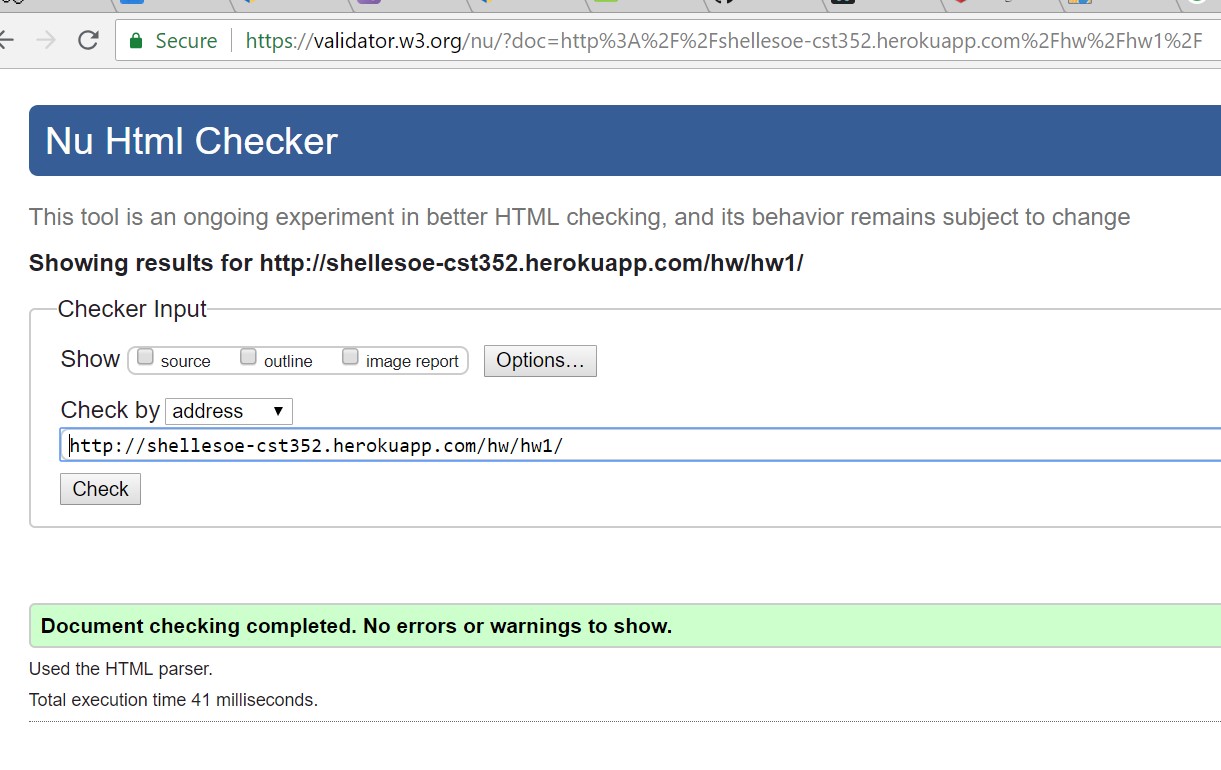 Secure https://validator.w3.org/nu/?doc=http%3A%2F%2Fshellesoe-cst352.herokuapp.com%2Fhw%2Fhw1%2F
Nu Html Checker
This tool is an ongoing experiment in better HTML checking, and its behavior remains subject to change
Showing results for http://shellesoe-cst352.herokuapp.com/hw/hw1/
Checker Input
Show source outline image report Options...
Check by address
http://shellesoe-cst352.herokuapp.com/hw/hw1/
Check
Document checking completed. No errors or warnings to show.
Used the HTML parser.
Total execution time 41 milliseconds.